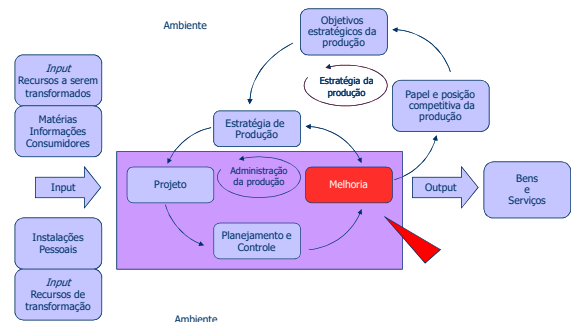 Ambiente
Objetivos
estratégicos da
produção
Input
Recursos a serem
transformados
Estratégia da
produção
Papel e posição
competitiva da
produção
Matérias
Informações
Consumidores
Estratégia de
Produção
Input
Projeto
Administração
da produção
Melhoria
Output
Bens
e
Serviços
Instalações
Pessoais
Planejamento e
Controle
Input
Recursos de
transformação
Ambiente